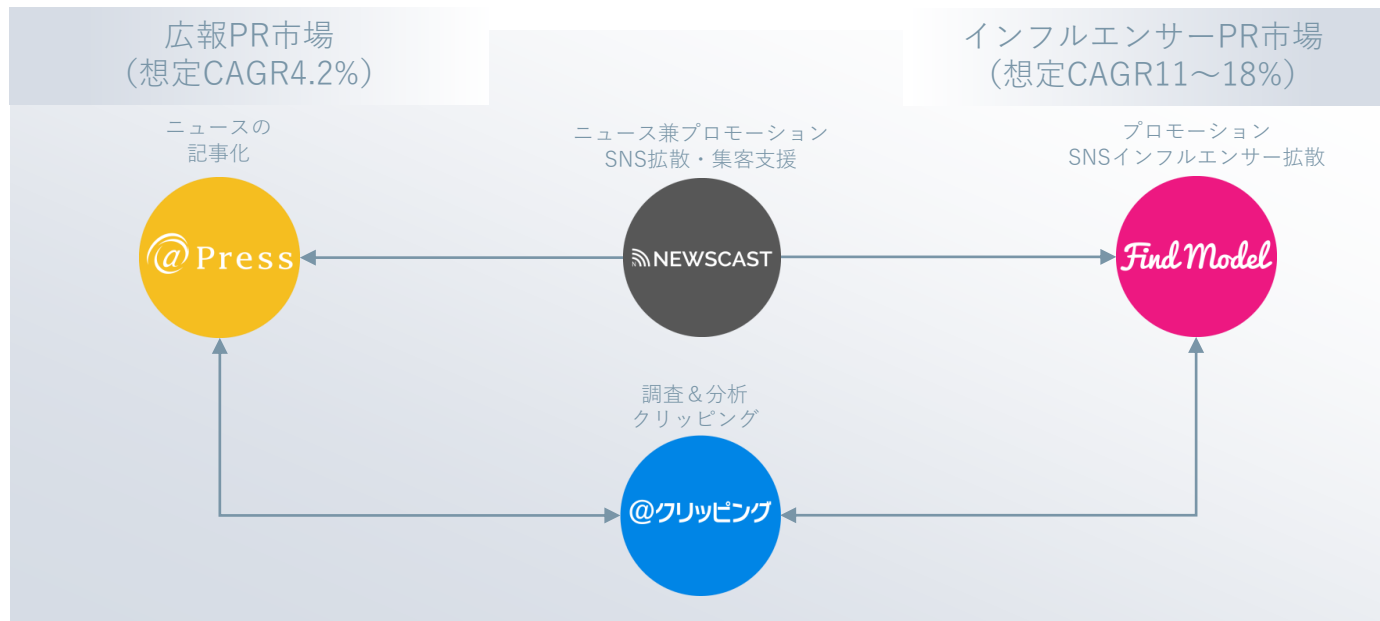 広報PR市場
(想定CAGR4.2%)
インフルエンサーPR市場
(想定CAGR11～18%)
ニュースの
記事化
ニュース兼プロモーション
SNS拡散・集客支援
プロモーション
SNSインフルエンサー拡散
@Press
NEWSCAST
Find Model
調査＆分析
クリッピング
@クリッピング